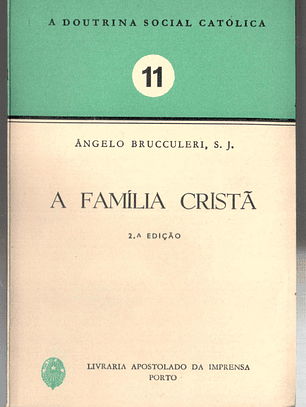 A DOUTRINA SOCIAL CATÓLICA
11
ÂNGELO BRUCCULERI, S. J.
A FAMÍLIA CRISTÃ
2.ª EDIÇÃO
LIVRARIA APOSTOLADO DA IMPRENSA
PORTO